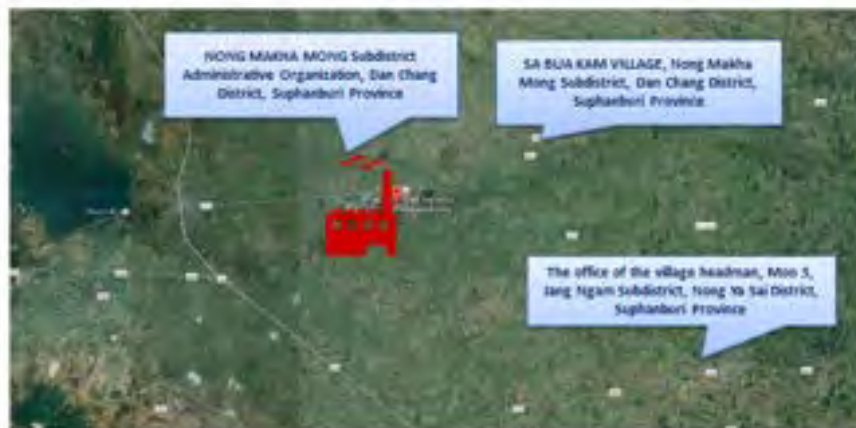 NONG MAKHA MONG Subdistrict
Administrative Organization, Dan Chang
District, Suphanburi Province
SA BUA KAM VILLAGE, Nong Makha
Mong Subdistrict, Dan Chang District,
Suphanburi Province
The office of the village headman, Moo 3,
Jang Ngam Subdistrict, Nong Ya Sai District,
Suphanburi Province